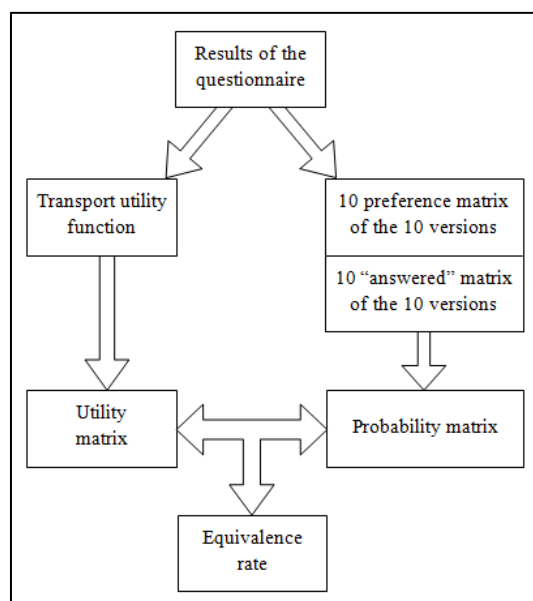 Results of the
questionnaire
Transport utility
function
10 preference matrix
of the 10 versions
10 “answered” matrix
of the 10 versions
Utility
matrix
Probability matrix
Equivalence
rate